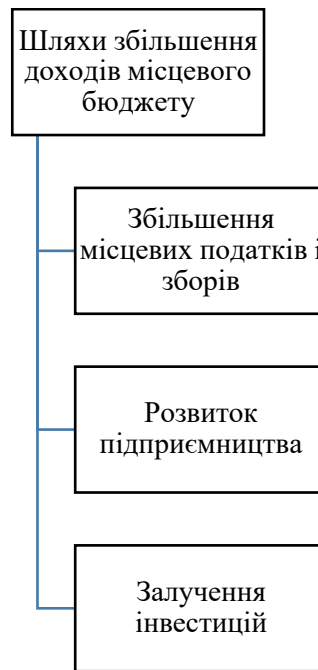 Шляхи збільшення
доходів місцевого
бюджету
Збільшення
місцевих податків і
зборів
Розвиток
підприємництва
Залучення
інвестицій